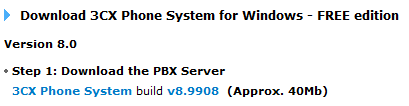 Download 3CX Phone System for Windows - FREE edition
Version 8.0
• Step 1: Download the PBX Server
3CX Phone System build v8.9908 (Approx. 40Mb)